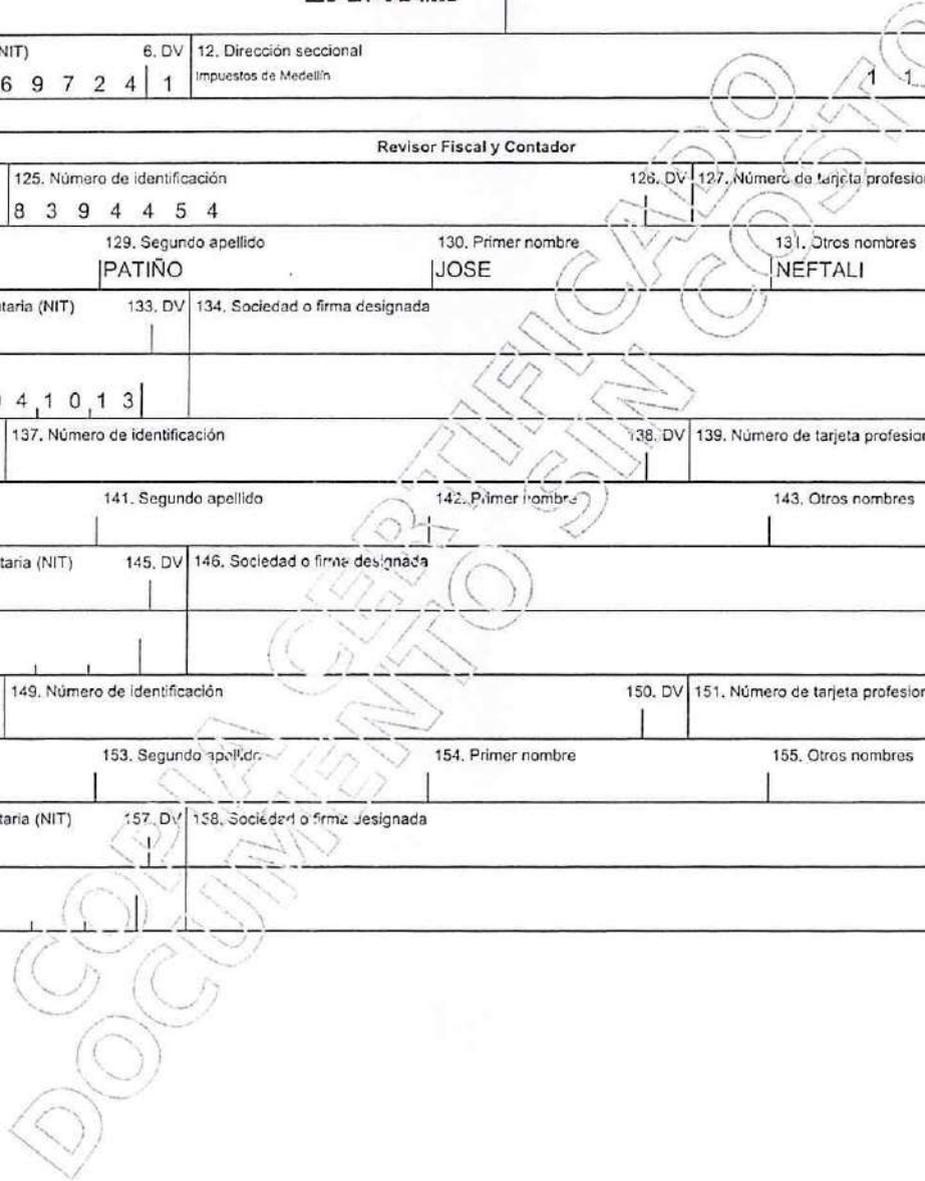 NIT) 6. DV 12. Dirección seccional
6 9 7 2 4 1 Impuestos de Medellín 1 1
Revisor Fiscal y Contador
125. Número de identificación 126. DV 127. Número de tarjeta profesion
8 3 9 4 4 5 4
129. Segundo apellido 130. Primer nombre 131. Otros nombres
PATIÑO JOSE NEFTALI
taria (NIT) 133. DV 134. Sociedad o firma designada
4 1 0 1 3
137. Número de identificación 138. DV 139. Número de tarjeta profesion
141. Segundo apellido 142. Primer nombre 143. Otros nombres
taria (NIT) 145. DV 146. Sociedad o firma designada
149. Número de identificación 150. DV 151. Número de tarjeta profesion
153. Segundo apellido 154. Primer nombre 155. Otros nombres
taria (NIT) 157. DV 158. Sociedad o firma designada
COPIA CERTIFICADO
DOCUMENTO SIN COSTO